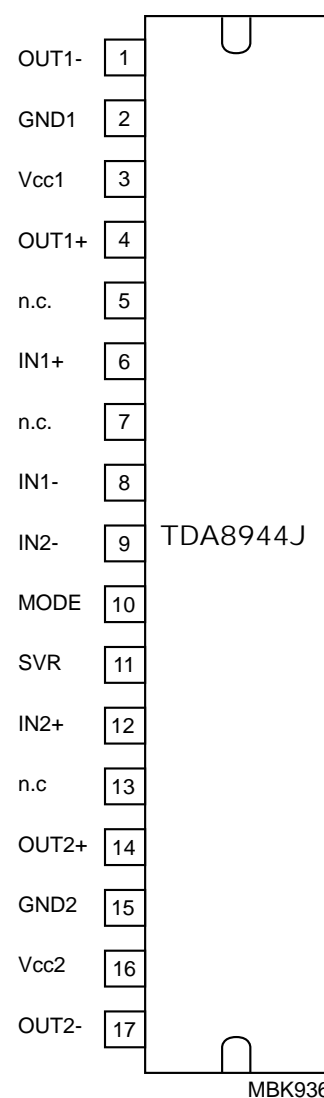 OUT1- 1
GND1 2
Vcc1 3
OUT1+ 4
n.c. 5
IN1+ 6
n.c. 7
IN1- 8
IN2- 9 TDA8944J
MODE 10
SVR 11
IN2+ 12
n.c 13
OUT2+ 14
GND2 15
Vcc2 16
OUT2- 17
MBK936